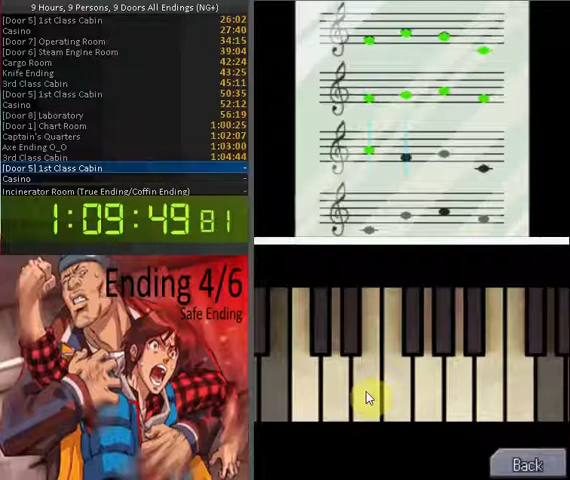 9 Hours, 9 Persons, 9 Doors All Endings (NG+)
[Door 5] 1st Class Cabin 26:02
Casino 27:40
[Door 7] Operating Room 34:15
[Door 6] Steam Engine Room 39:04
Cargo Room 42:24
Knife Ending 43:25
3rd Class Cabin 45:11
[Door 5] 1st Class Cabin 50:35
Casino 52:12
[Door 8] Laboratory 56:19
[Door 1] Chart Room 1:00:25
Captain's Quarters 1:02:07
Axe Ending O_O 1:03:00
3rd Class Cabin 1:04:44
[Door 5] 1st Class Cabin -
Casino -
Incinerator Room (True Ending/Coffin Ending) -
1:09:49 81
Ending 4/6
Safe Ending
Back